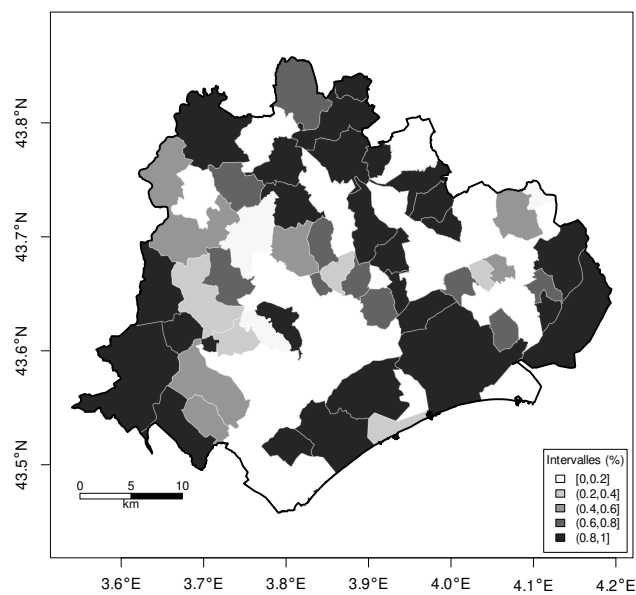 43.8°N
43.7°N
43.6°N
43.5°N
0 5 10
km
Intervalles (%)
[0,0.2]
(0.2,0.4]
(0.4,0.6]
(0.6,0.8]
(0.8,1]
3.6°E 3.7°E 3.8°E 3.9°E 4.0°E 4.1°E 4.2°E